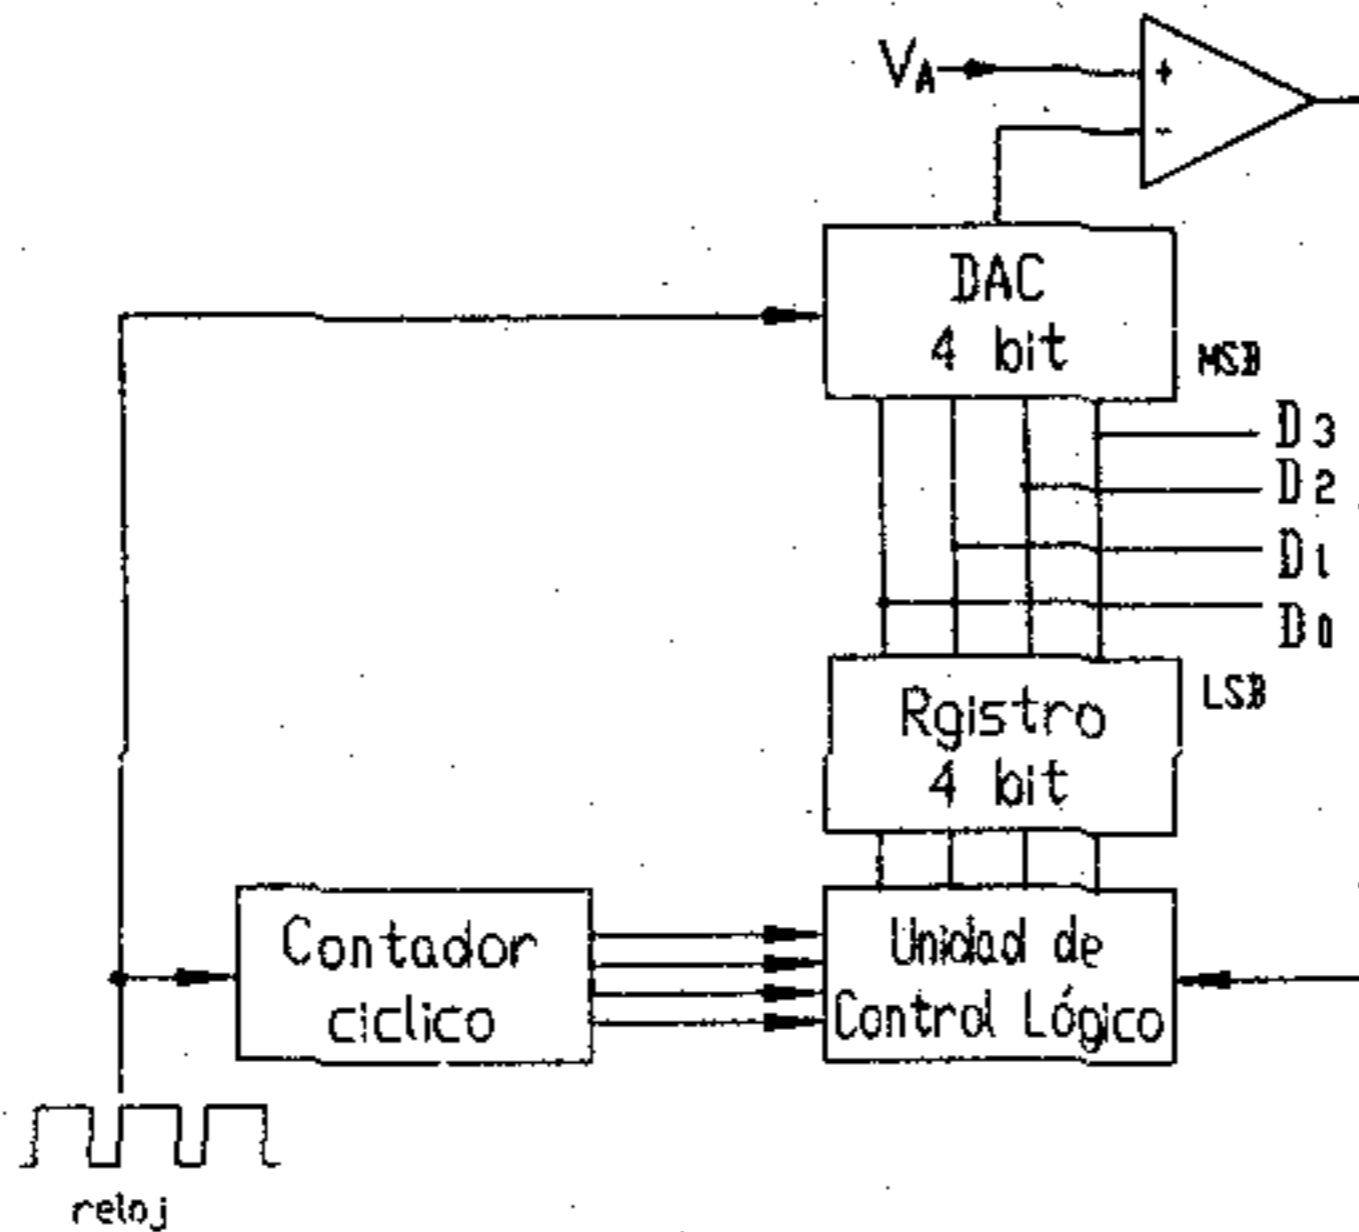 VA
+
-
DAC
4 bit
MSB
D3
D2
D1
D0
Rgistro
4 bit
LSB
Contador
ciclico
Unidad de
Control Lógico
reloj